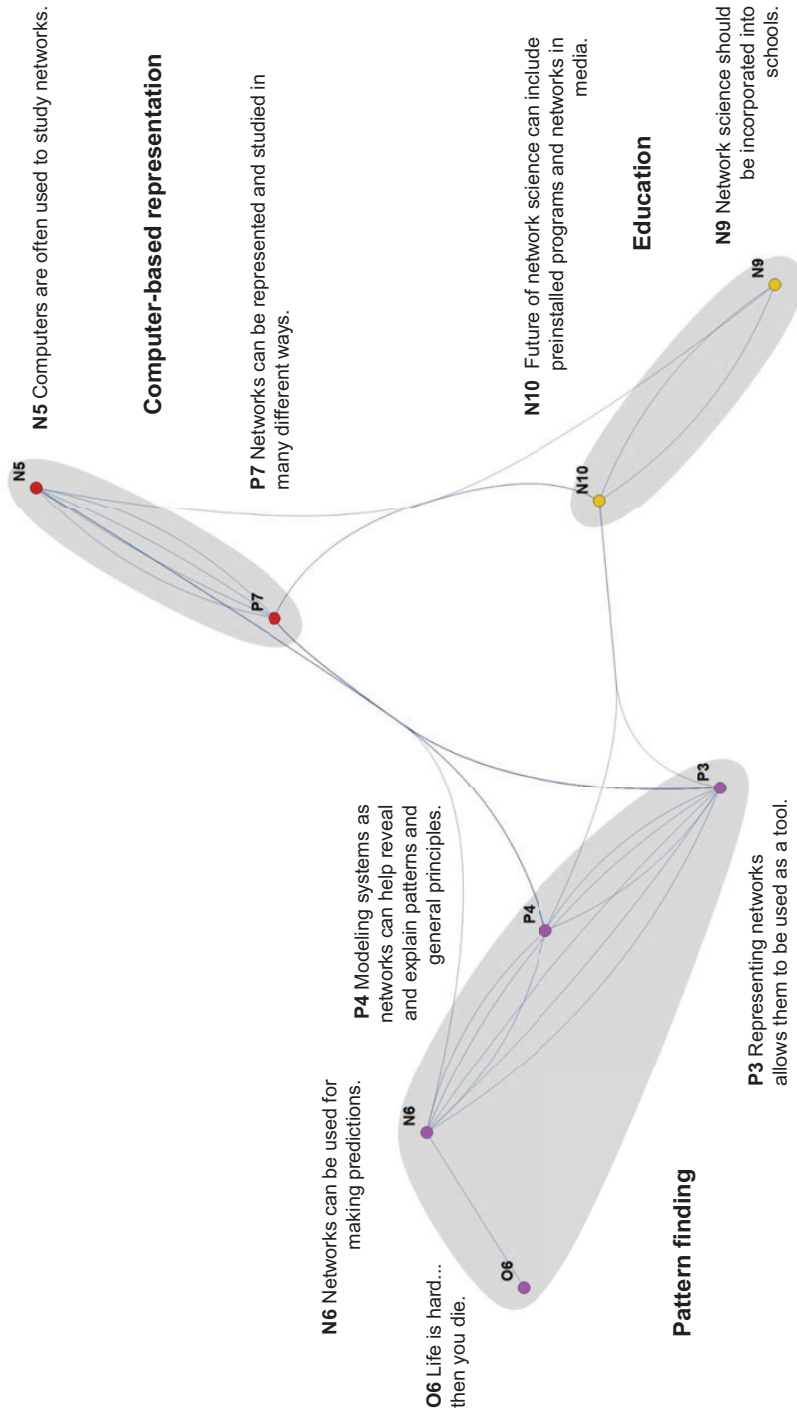 N5 Computers are often used to study networks.
Computer-based representation
N5
P7 Networks can be represented and studied in
many different ways.
P7
N10 Future of network science can include
preinstalled programs and networks in
media.
Education
N10
N9 Network science should
be incorporated into
schools.
N9
P4 Modeling systems as
networks can help reveal
and explain patterns and
general principles.
P4
P3
P3 Representing networks
allows them to be used as a tool.
N6 Networks can be used for
making predictions.
N6
O6 Life is hard...
then you die.
O6
Pattern finding